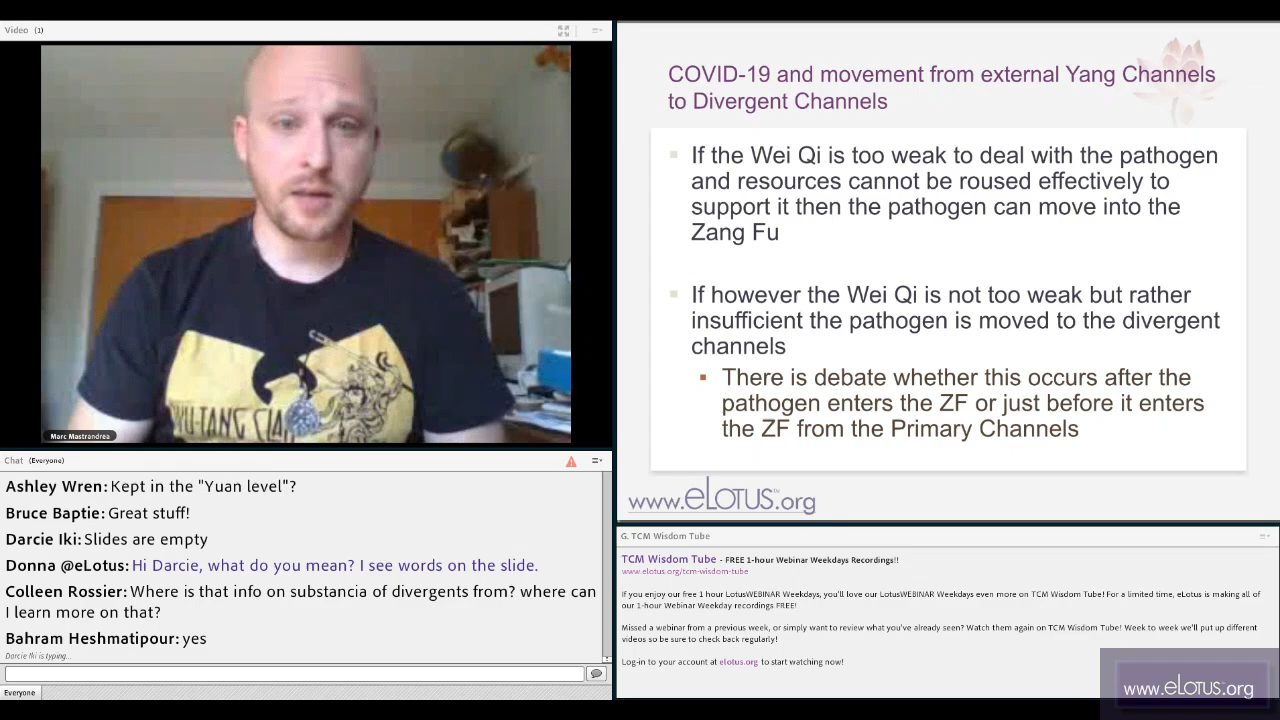 Video (1)
WU-TANG CLA
Marc Mastrandrea
Chat (Everyone)
Ashley Wren: Kept in the "Yuan level"?
Bruce Baptie: Great stuff!
Darcie Iki: Slides are empty
Donna @eLotus: Hi Darcie, what do you mean? I see words on the slide.
Colleen Rossier: Where is that info on substancia of divergents from? where can
I learn more on that?
Bahram Heshmatipour: yes
Darcie Iki is typing...
Everyone
COVID-19 and movement from external Yang Channels
to Divergent Channels
If the Wei Qi is too weak to deal with the pathogen
and resources cannot be roused effectively to
support it then the pathogen can move into the
Zang Fu
If however the Wei Qi is not too weak but rather
insufficient the pathogen is moved to the divergent
channels
There is debate whether this occurs after the
pathogen enters the ZF or just before it enters
the ZF from the Primary Channels
www.eLOTUS.org
G. TCM Wisdom Tube
TCM Wisdom Tube - FREE 1-hour Webinar Weekdays Recordings!!
www.elotus.org/tcm-wisdom-tube
If you enjoy our free 1 hour LotusWEBINAR Weekdays, you'll love our LotusWEBINAR Weekdays even more on TCM Wisdom Tube! For a limited time, eLotus is making all of
our 1-hour Webinar Weekday recordings FREE!
Missed a webinar from a previous week, or simply want to review what you've already seen? Watch them again on TCM Wisdom Tube! Week to week we'll put up different
videos so be sure to check back regularly!
Log-in to your account at elotus.org to start watching now!
www.eLOTUS.org